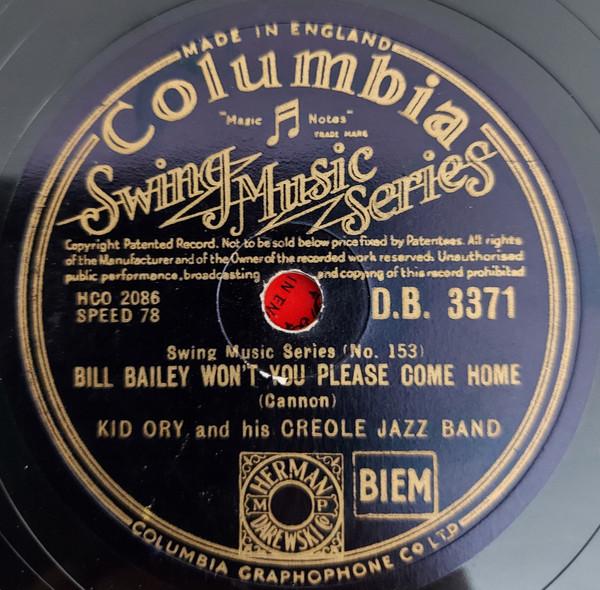 MADE IN ENGLAND
Columbia
"Magic Notes"
TRADE MARK
Swing Music Series
Copyright Patented Record. Not to be sold below price fixed by Patentees. All rights
of the Manufacturer and of the Owner of the recorded work reserved. Unauthorised
public performance, broadcasting and copying of this record prohibited
HCO 2086
SPEED 78
D.B. 3371
IN EN
Swing Music Series (No. 153)
BILL BAILEY WON'T YOU PLEASE COME HOME
(Cannon)
KID ORY and his CREOLE JAZZ BAND
HERMAN
M P
DAREWSKI Co
BIEM
COLUMBIA GRAPHOPHONE CO LTD